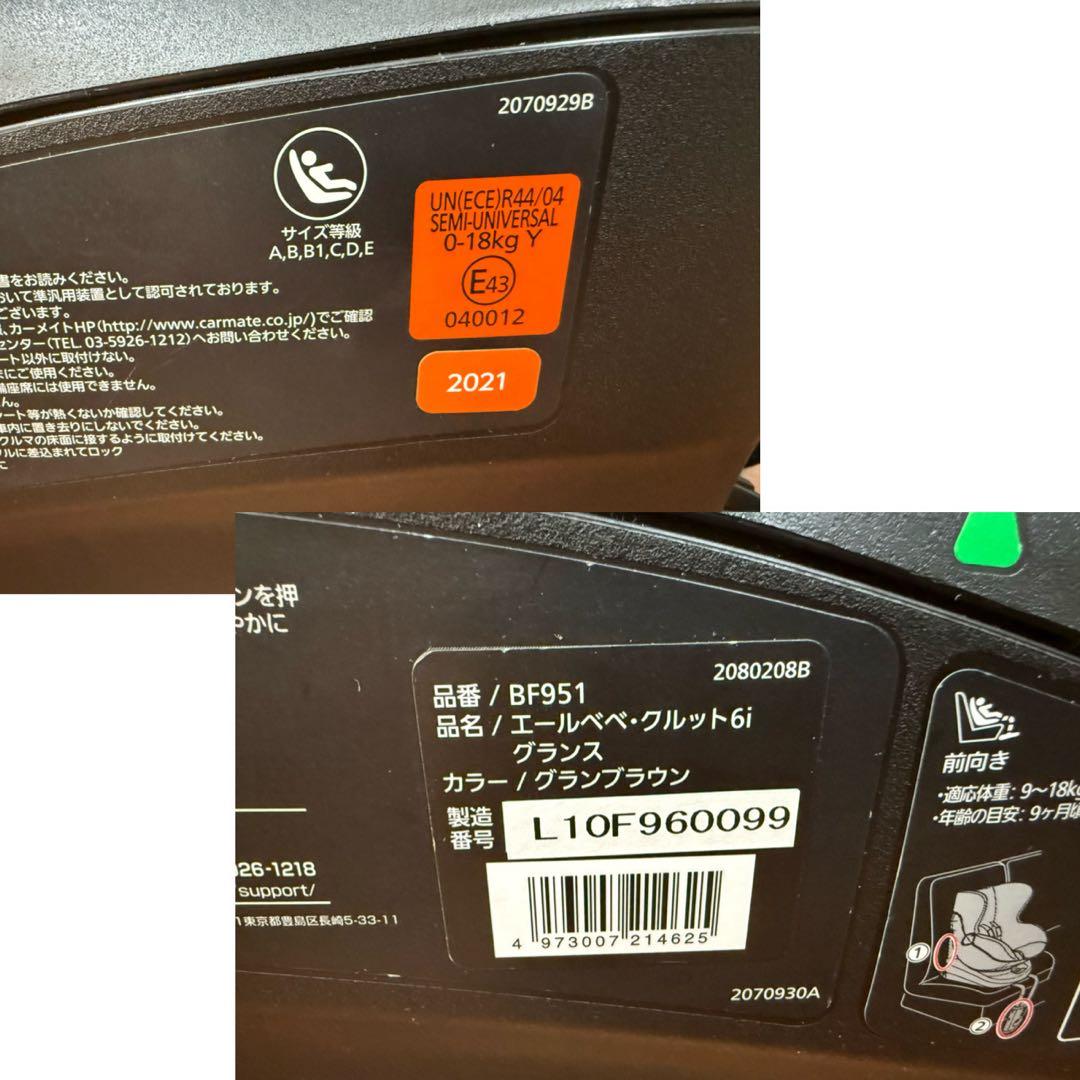 2070929B
サイズ等級
A,B,B1,C,D,E
UN(ECE)R44/04
SEMI-UNIVERSAL
0-18kg Y
E43
040012
2021
書をお読みください。
おいて準汎用装置として認可されております。
ございます。
、カーメイトHP(http://www.carmate.co.jp/)でご確認
センター(TEL 03-5926-1212)へお問い合わせください。
ート以外に取付けない。
まにご使用ください。
座席には使用できません。
ん。
シート等が熱くないか確認してください。
車内に置き去りにしないでください。
クルマの床面に接するように取付けてください。
ルに差込まれてロック
に
ンを押
やかに
2080208B
品番 / BF951
品名 / エールベベ・クルット6i
グランス
カラー / グランブラウン
製造
番号
L10F960099
4 973007 214625
2070930A
926-1218
support/
1 東京都豊島区長崎5-33-11
前向き
・適応体重: 9〜18kg
・年齢の目安: 9ヶ月頃
1
2